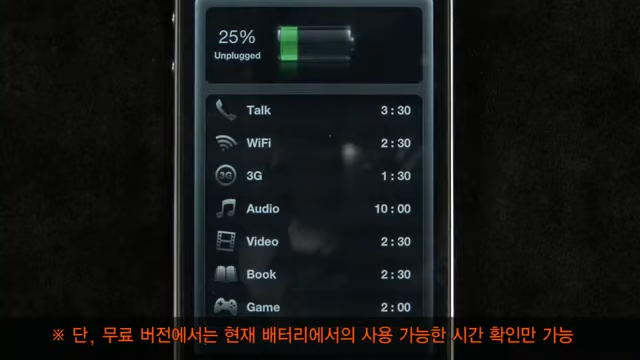 25%
Unplugged
Talk 3:30
WiFi 2:30
3G 3G 1:30
Audio 10:00
Video 2:30
Book 2:30
Game 2:00
※ 단, 무료 버전에서는 현재 배터리에서의 사용 가능한 시간 확인만 가능